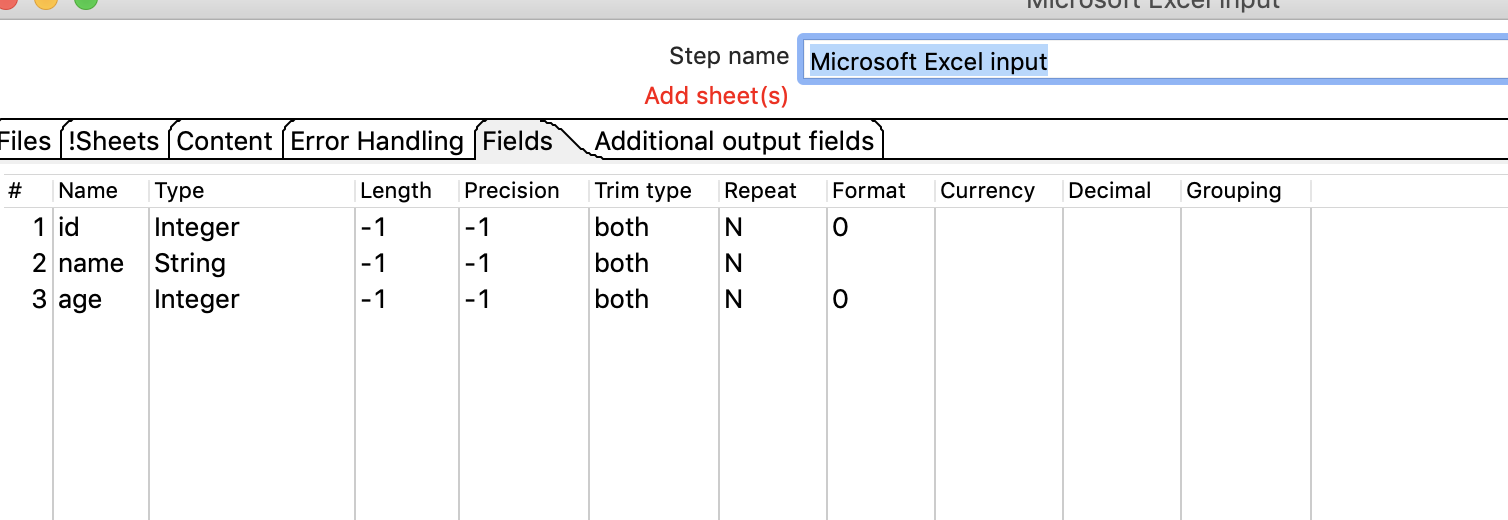 Microsoft Excel input
Step name Microsoft Excel input
Add sheet(s)
Files !Sheets Content Error Handling Fields Additional output fields
# Name Type Length Precision Trim type Repeat Format Currency Decimal Grouping
1 id Integer -1 -1 both N 0
2 name String -1 -1 both N
3 age Integer -1 -1 both N 0